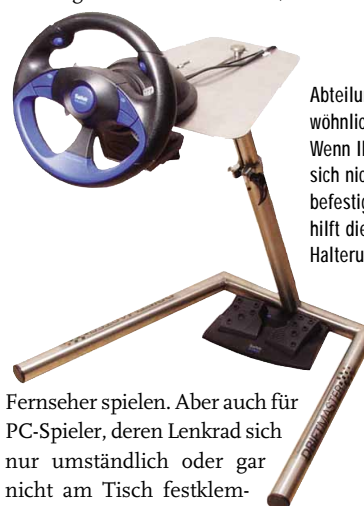 Abteilu
wöhnlic
Wenn Il
sich nic
befestig
hilft die
Halteru
DRIFTMASTER
Fernseher spielen. Aber auch für
PC-Spieler, deren Lenkrad sich
nur umständlich oder gar
nicht am Tisch festklem-